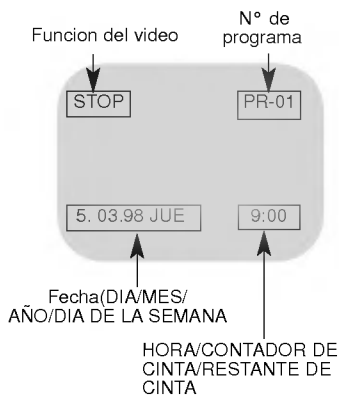 Funcion del video
N° de
programa
STOP
PR-01
5. 03.98 JUE
9:00
Fecha(DIA/MES/
AÑO/DIA DE LA SEMANA
HORA/CONTADOR DE
CINTA/RESTANTE DE
CINTA